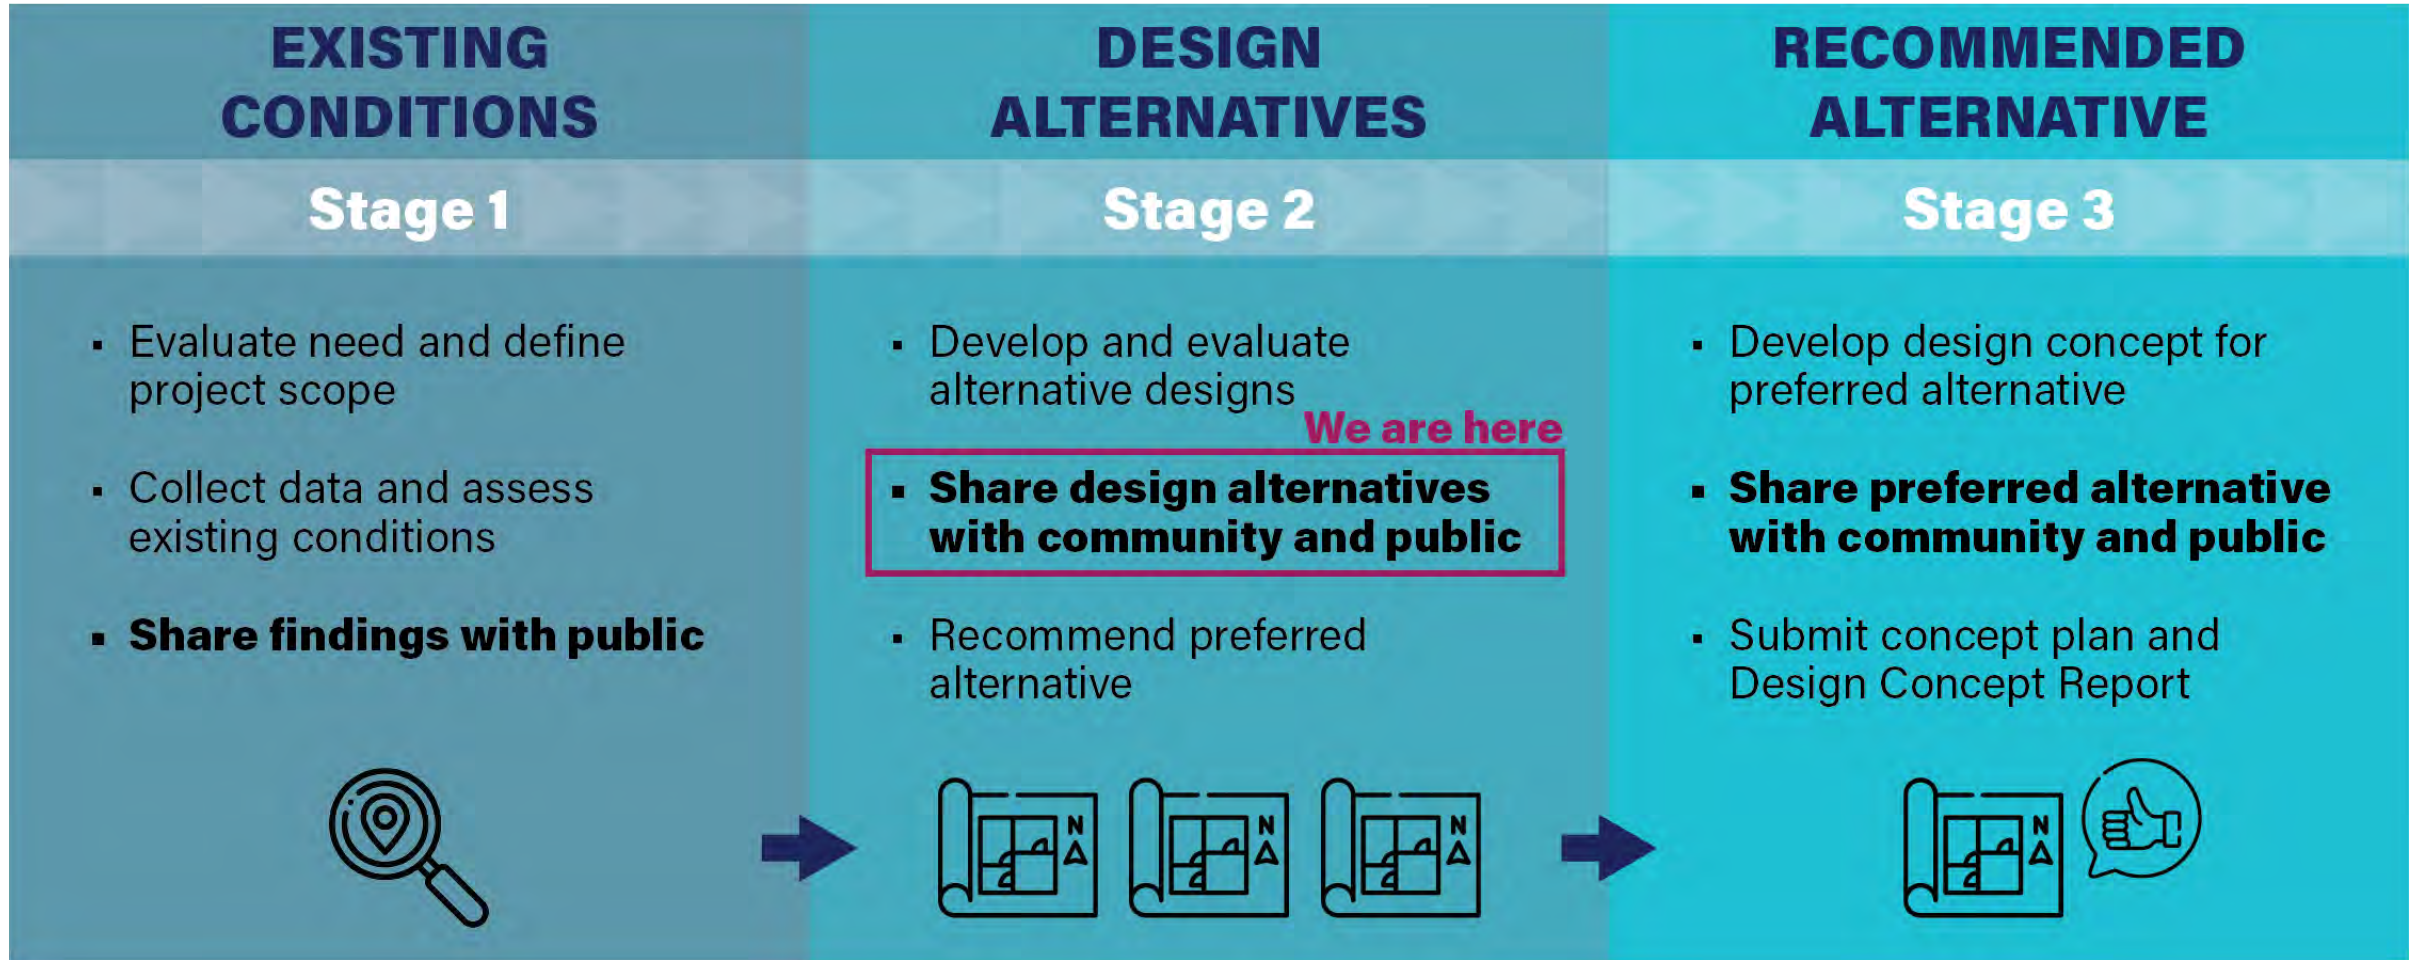 EXISTING
CONDITIONS
Stage 1
▪ Evaluate need and define
project scope
▪ Collect data and assess
existing conditions
▪ Share findings with public
DESIGN
ALTERNATIVES
Stage 2
▪ Develop and evaluate
alternative designs
We are here
▪ Share design alternatives
with community and public
▪ Recommend preferred
alternative
N
N
N
RECOMMENDED
ALTERNATIVE
Stage 3
▪ Develop design concept for
preferred alternative
▪ Share preferred alternative
with community and public
▪ Submit concept plan and
Design Concept Report
N